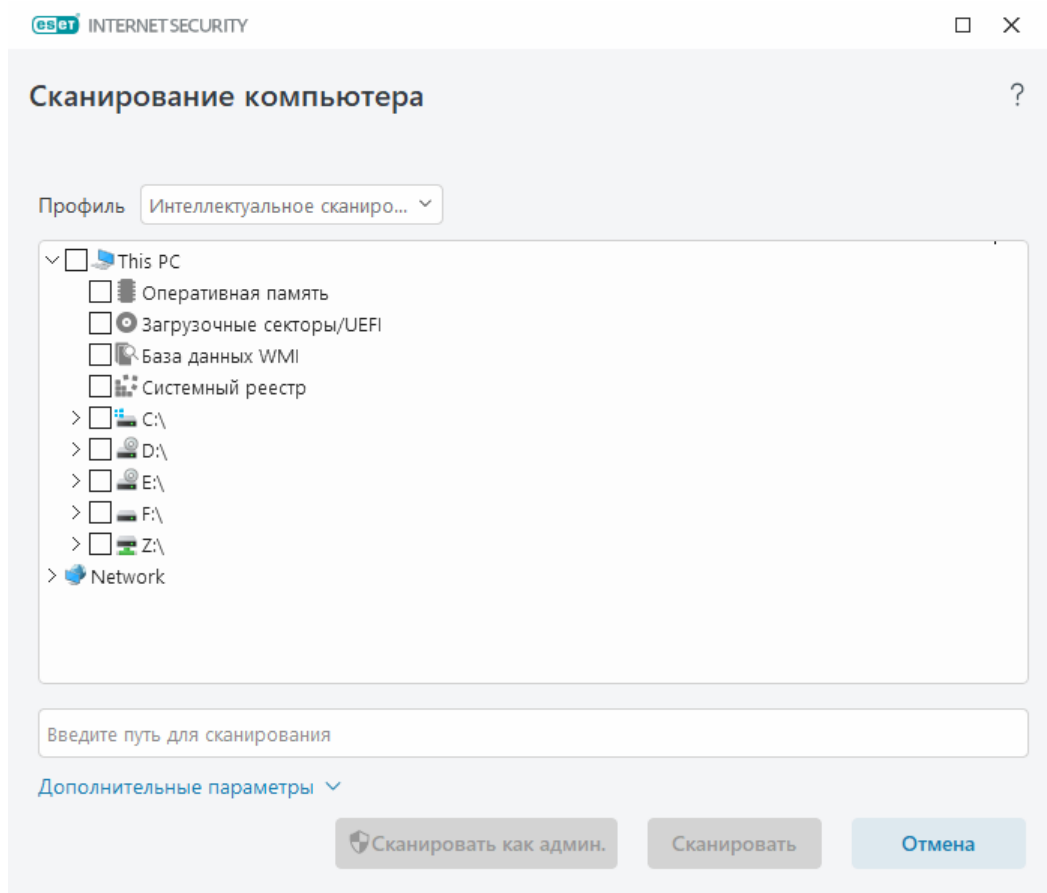 eset INTERNET SECURITY
Сканирование компьютера
?
Профиль Интеллектуальное сканиро...
This PC
Оперативная память
Загрузочные секторы/UEFI
База данных WMI
Системный реестр
C:\
D:\
E:\
F:\
Z:\
Network
Введите путь для сканирования
Дополнительные параметры
Сканировать как админ. Сканировать Отмена